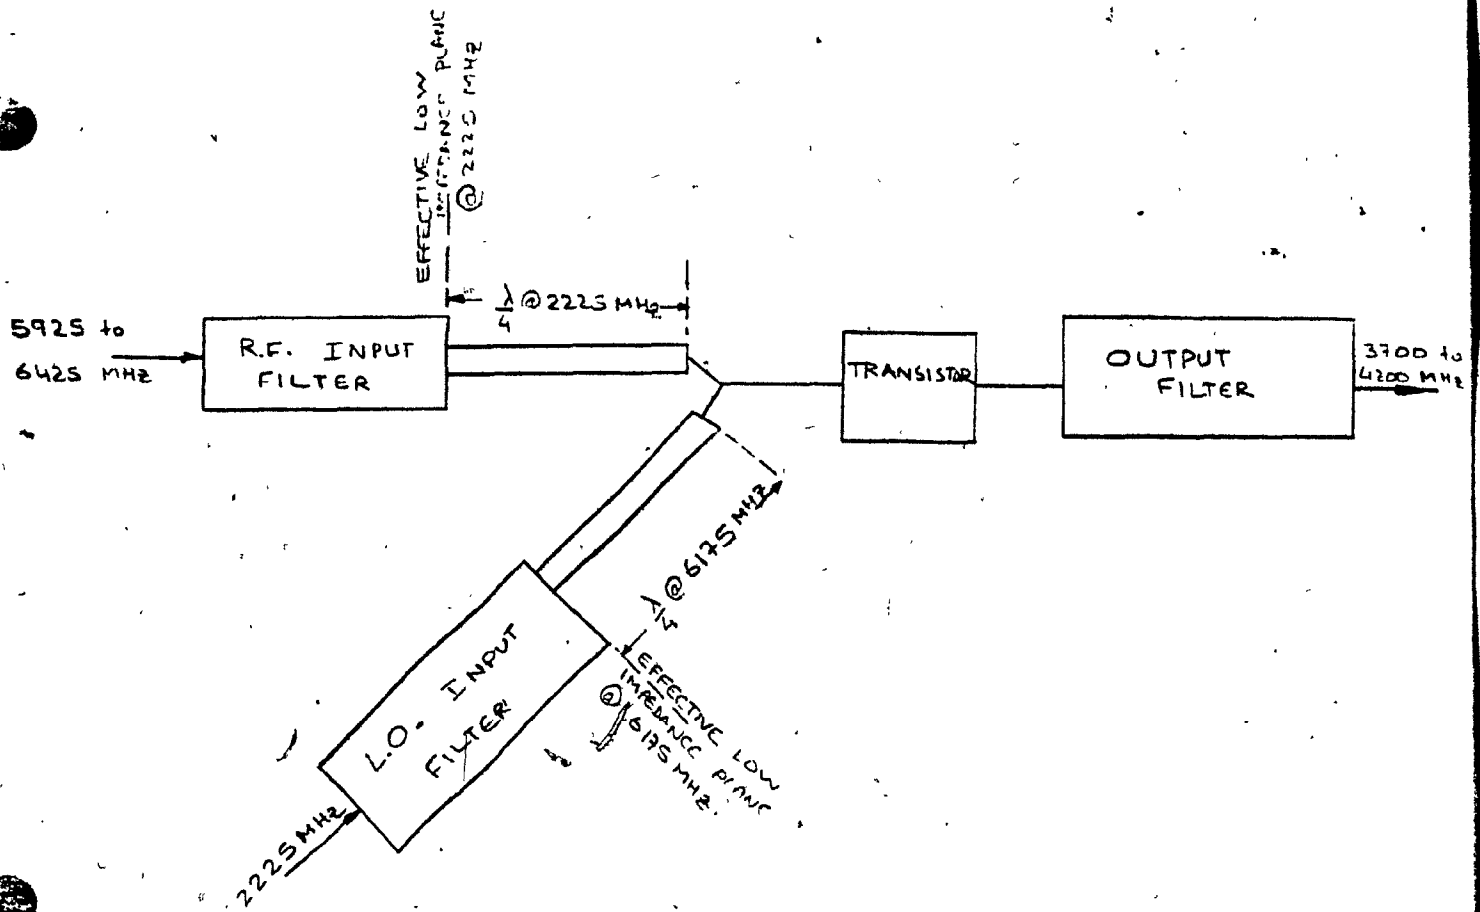 EFFECTIVE LOW
IMPEDANCE PLANE
@ 2225 MHZ
λ/4 @ 2225 MHZ
5925 to
6425 MHZ
R.F. INPUT
FILTER
TRANSISTOR
OUTPUT
FILTER
3700 to
4200 MHZ
λ/4 @ 6175 MHZ
EFFECTIVE LOW
IMPEDANCE PLANE
@ 6175 MHZ.
L.O. INPUT
FILTER
2225 MHZ